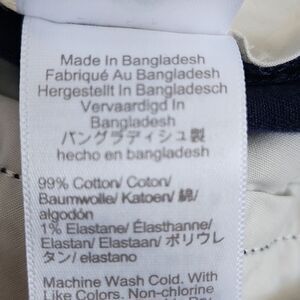 Made In Bangladesh
Fabriqué Au Bangladesh
Hergestellt In Bangladesch
Vervaardigd In
Bangladesh
バングラディシュ製
hecho en bangladesh
99% Cotton/ Coton/
Baumwolle/ Katoen/ 綿/
algodón
1% Elastane/ Élasthanne/
Elastan/ Elastaan/ ポリウレ
タン/ elastano
Machine Wash Cold. With
Like Colors. Non-chlorine